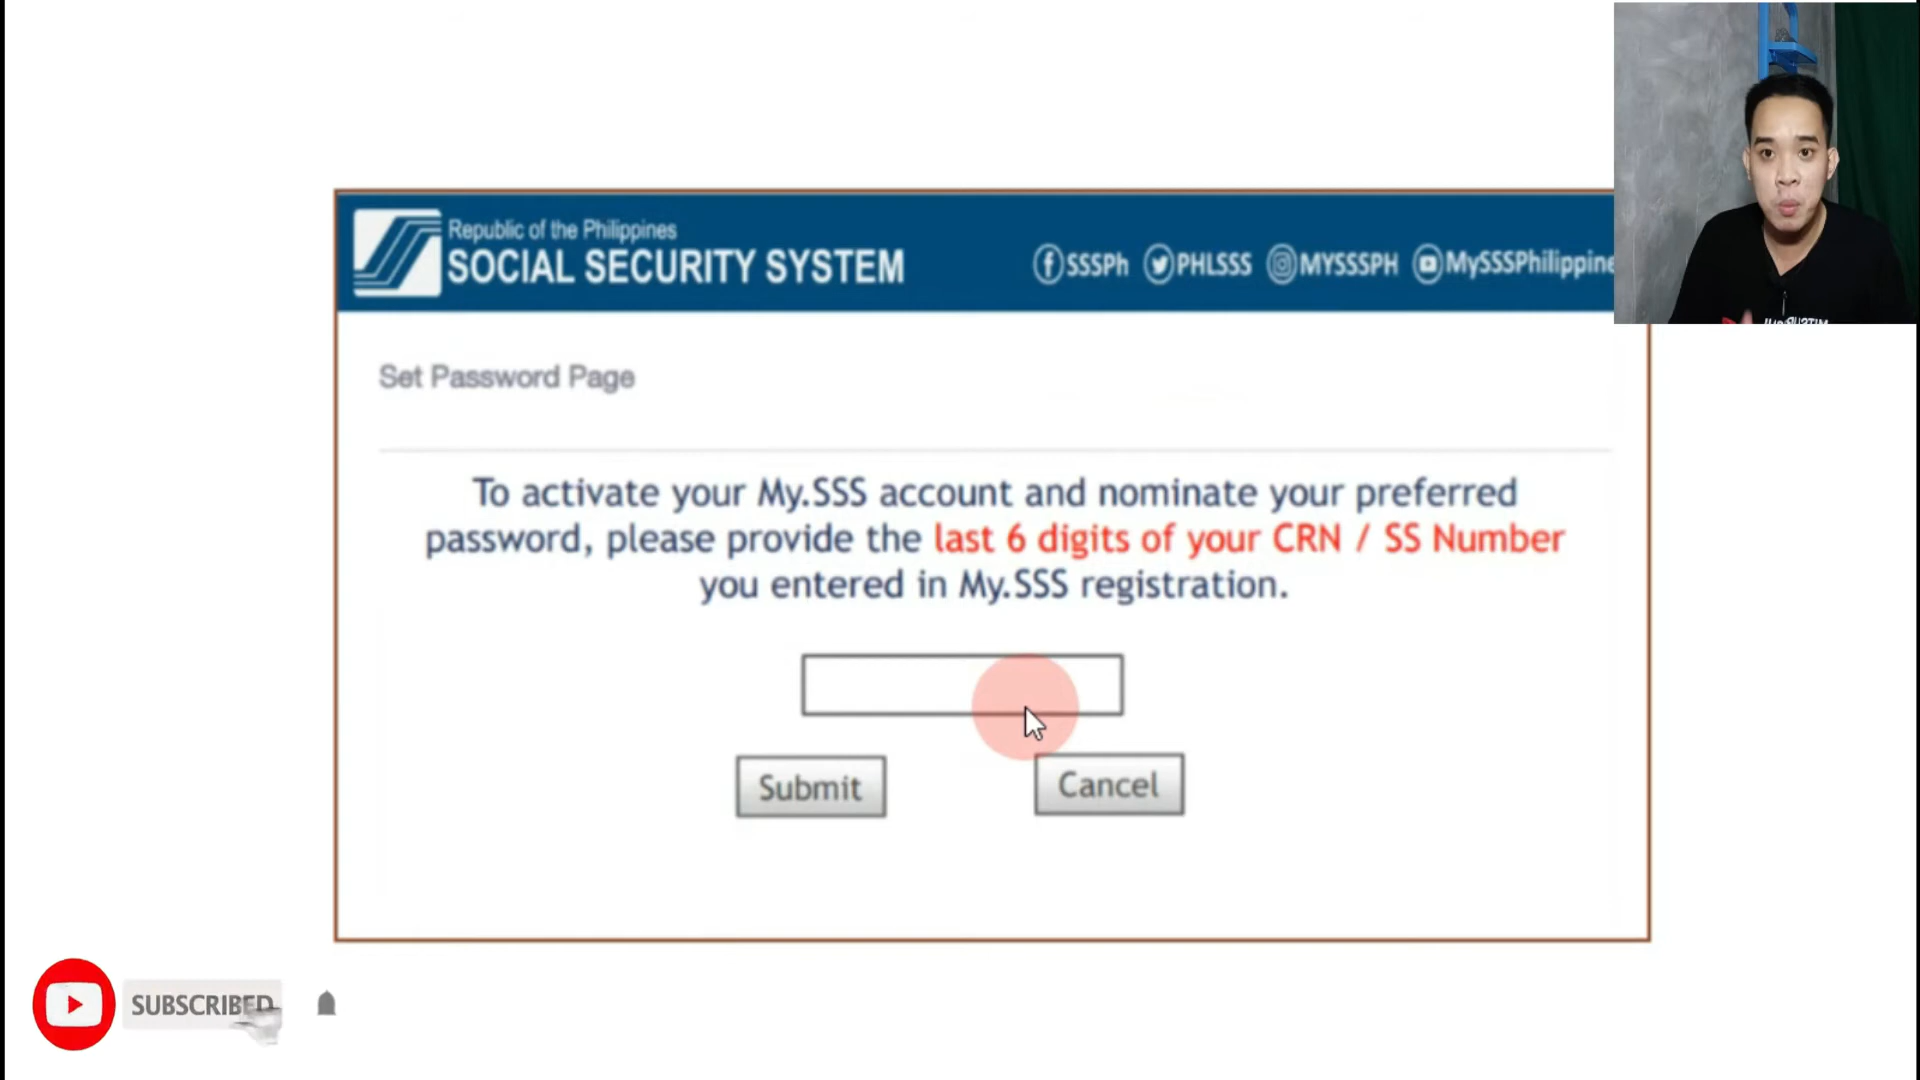 Republic of the Philippines
SOCIAL SECURITY SYSTEM
SSSPh PHLSSS MYSSSPH MySSSPhilippine
Set Password Page
To activate your My.SSS account and nominate your preferred
password, please provide the last 6 digits of your CRN / SS Number
you entered in My.SSS registration.
Submit Cancel
SUBSCRIBED